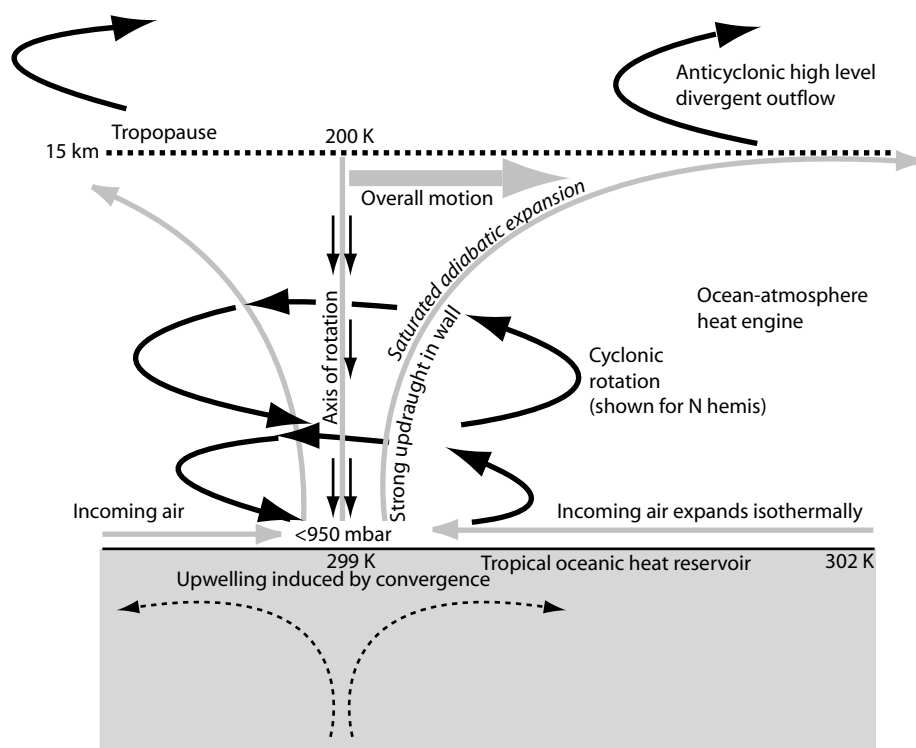 Anticyclonic high level
divergent outflow
Tropopause
200 K
15 km
Overall motion
Saturated adiabatic expansion
Ocean-atmosphere
heat engine
Axis of rotation
Strong updraught in wall
Cyclonic
rotation
(shown for N hemis)
Incoming air
Incoming air expands isothermally
<950 mbar
299 K
Tropical oceanic heat reservoir
302 K
Upwelling induced by convergence